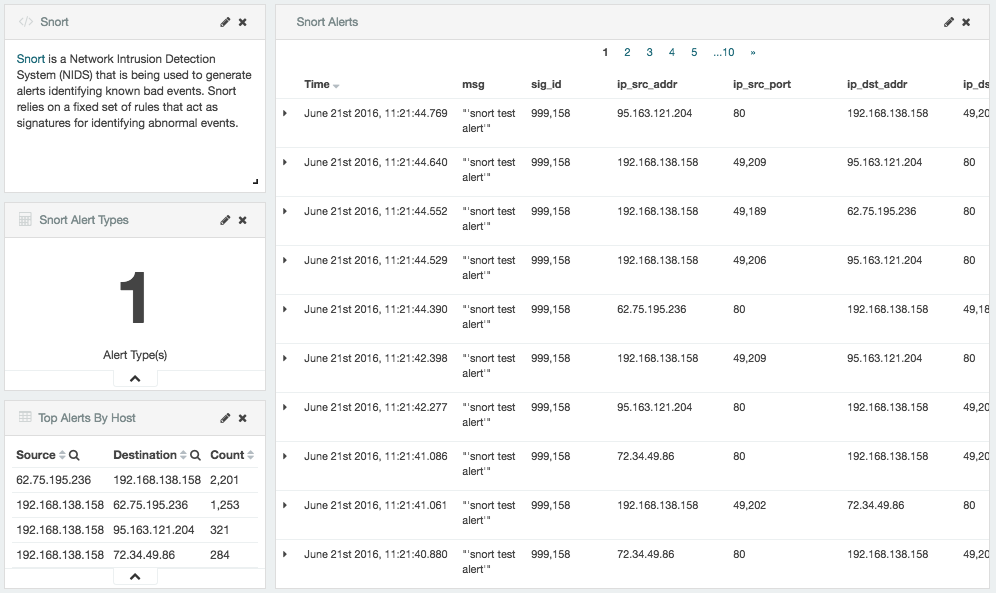 Snort
Snort is a Network Intrusion Detection
System (NIDS) that is being used to generate
alerts identifying known bad events. Snort
relies on a fixed set of rules that act as
signatures for identifying abnormal events.
Snort Alert Types
1
Alert Type(s)
Top Alerts By Host
Source Destination Count
62.75.195.236 192.168.138.158 2,201
192.168.138.158 62.75.195.236 1,253
192.168.138.158 95.163.121.204 321
192.168.138.158 72.34.49.86 284
Snort Alerts
1 2 3 4 5 ...10 »
Time msg sig_id ip_src_addr ip_src_port ip_dst_addr ip_ds
June 21st 2016, 11:21:44.769 "'snort test 999,158 95.163.121.204 80 192.168.138.158 49,20
alert'"
June 21st 2016, 11:21:44.640 "'snort test 999,158 192.168.138.158 49,209 95.163.121.204 80
alert'"
June 21st 2016, 11:21:44.552 "'snort test 999,158 192.168.138.158 49,189 62.75.195.236 80
alert'"
June 21st 2016, 11:21:44.529 "'snort test 999,158 192.168.138.158 49,206 95.163.121.204 80
alert'"
June 21st 2016, 11:21:44.390 "'snort test 999,158 62.75.195.236 80 192.168.138.158 49,18
alert'"
June 21st 2016, 11:21:42.398 "'snort test 999,158 192.168.138.158 49,209 95.163.121.204 80
alert'"
June 21st 2016, 11:21:42.277 "'snort test 999,158 95.163.121.204 80 192.168.138.158 49,20
alert'"
June 21st 2016, 11:21:41.086 "'snort test 999,158 72.34.49.86 80 192.168.138.158 49,20
alert'"
June 21st 2016, 11:21:41.061 "'snort test 999,158 192.168.138.158 49,202 72.34.49.86 80
alert'"
June 21st 2016, 11:21:40.880 "'snort test 999,158 72.34.49.86 80 192.168.138.158 49,20
alert'"